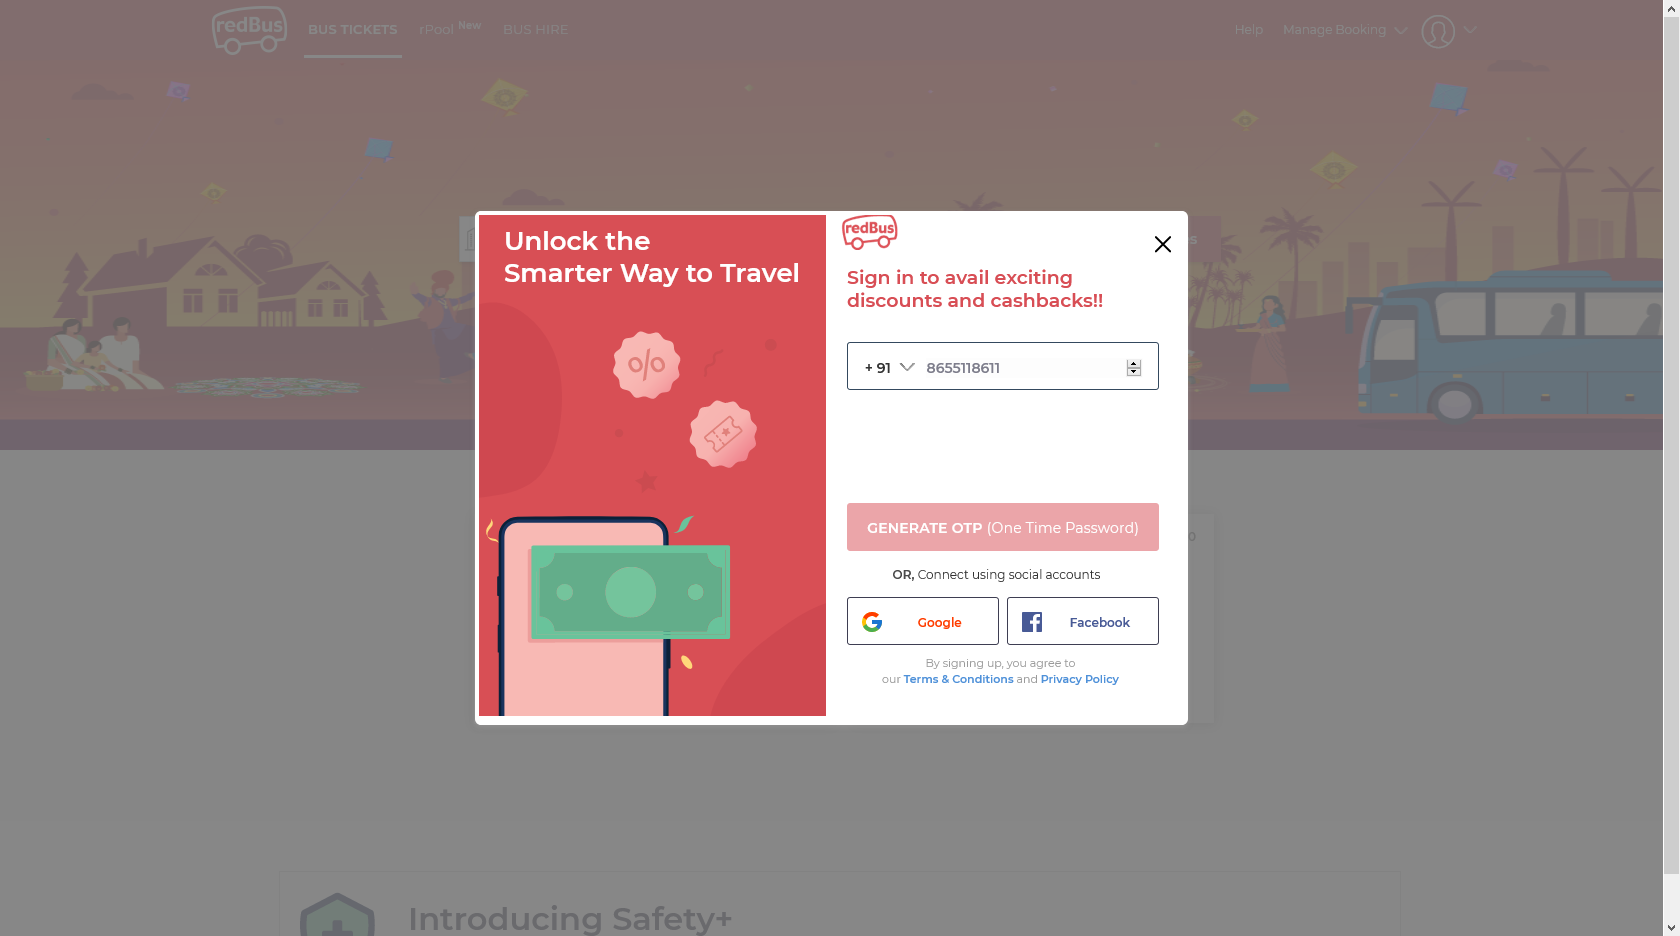 redBus
BUS TICKETS
rPool New
BUS HIRE
Help
Manage Booking
Unlock the
Smarter Way to Travel
%
redBus
Sign in to avail exciting
discounts and cashbacks!!
+ 91
8655118611
GENERATE OTP (One Time Password)
OR, Connect using social accounts
Google
Facebook
By signing up, you agree to
our Terms & Conditions and Privacy Policy
Introducing Safety+